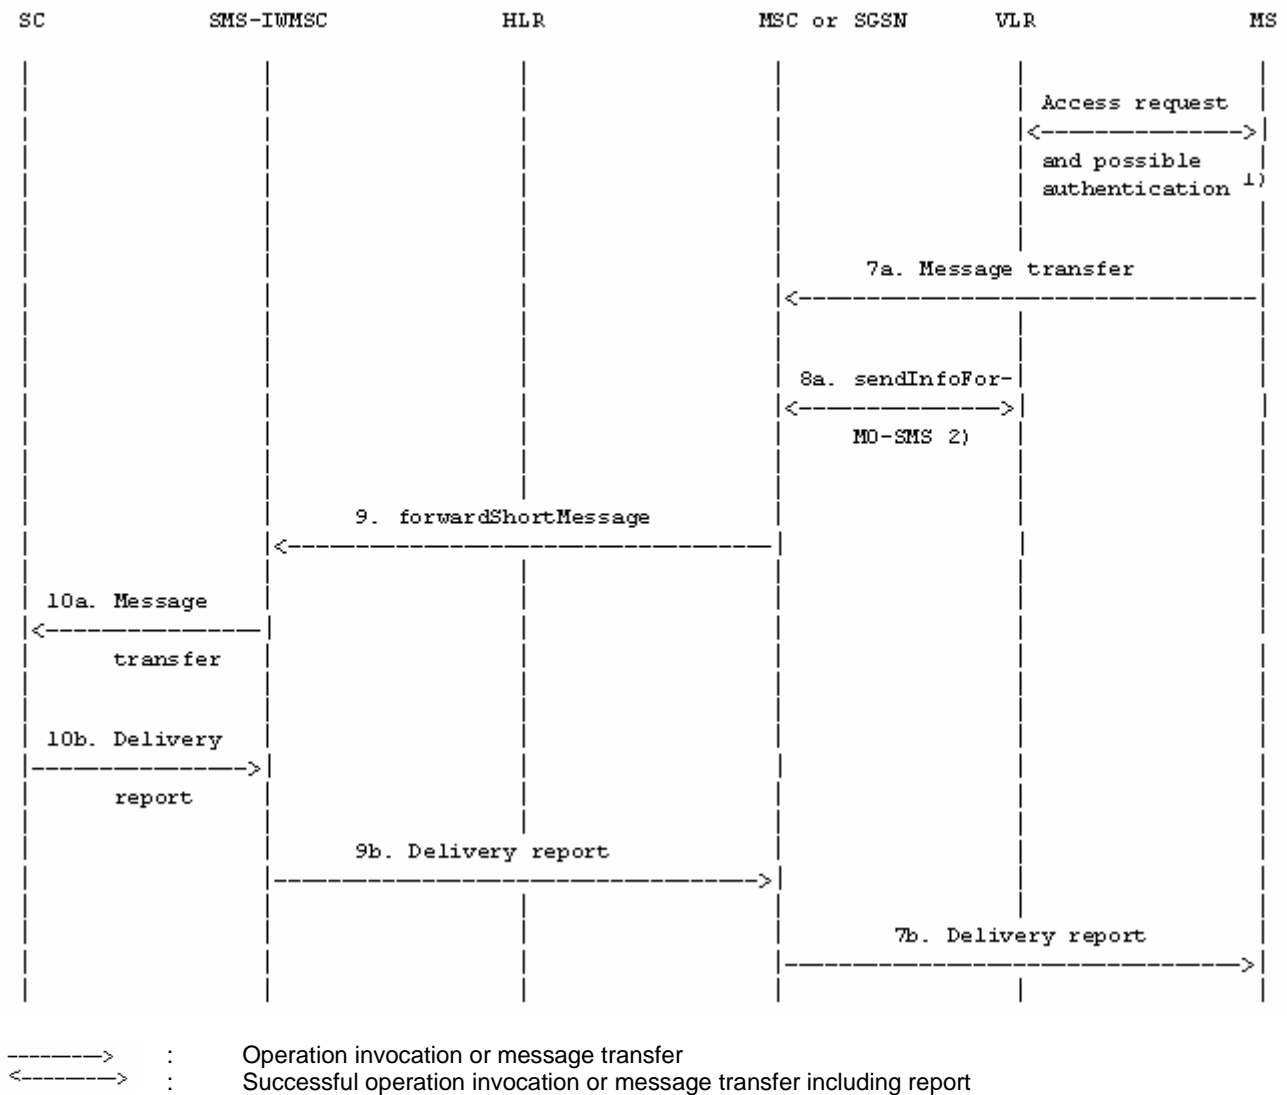 SC SMS-IWMSC HLR MSC or SGSN VLR MS
Access request
and possible
authentication 1)
7a. Message transfer
8a. sendInfoFor-
MO-SMS 2)
9. forwardShortMessage
10a. Message
transfer
10b. Delivery
report
9b. Delivery report
7b. Delivery report
: Operation invocation or message transfer
: Successful operation invocation or message transfer including report